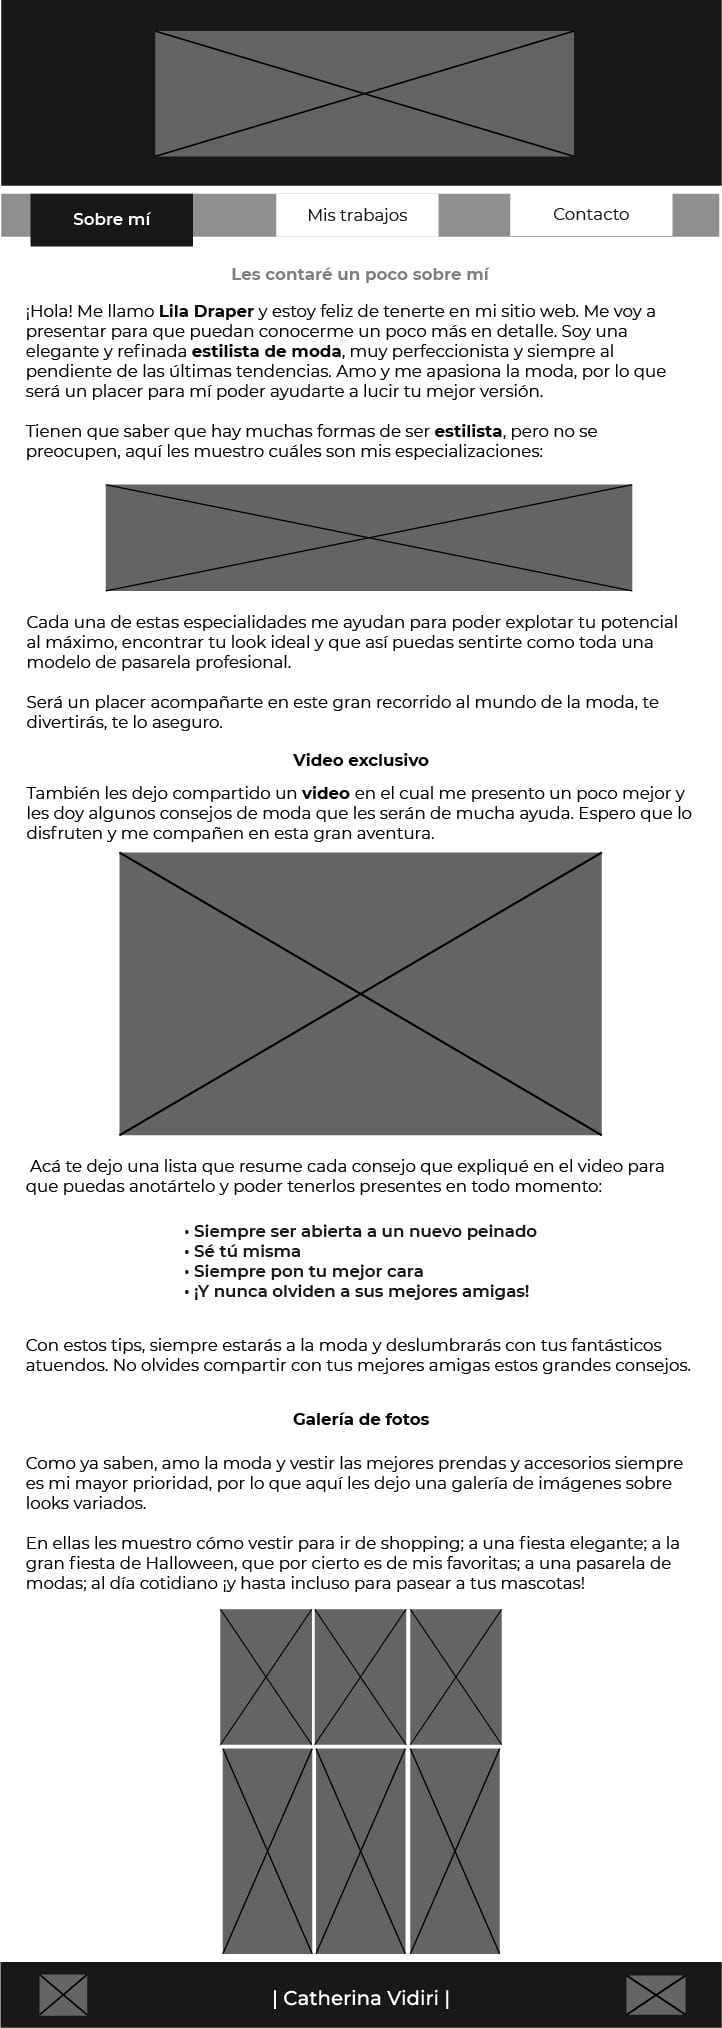 Sobre mí
Mis trabajos
Contacto
Les contaré un poco sobre mí
¡Hola! Me llamo Lila Draper y estoy feliz de tenerte en mi sitio web. Me voy a
presentar para que puedan conocerme un poco más en detalle. Soy una
elegante y refinada estilista de moda, muy perfeccionista y siempre al
pendiente de las últimas tendencias. Amo y me apasiona la moda, por lo que
será un placer para mí poder ayudarte a lucir tu mejor versión.
Tienen que saber que hay muchas formas de ser estilista, pero no se
preocupen, aquí les muestro cuáles son mis especializaciones:
Cada una de estas especialidades me ayudan para poder explotar tu potencial
al máximo, encontrar tu look ideal y que así puedas sentirte como toda una
modelo de pasarela profesional.
Será un placer acompañarte en este gran recorrido al mundo de la moda, te
divertirás, te lo aseguro.
Video exclusivo
También les dejo compartido un video en el cual me presento un poco mejor y
les doy algunos consejos de moda que les serán de mucha ayuda. Espero que lo
disfruten y me compañen en esta gran aventura.
Acá te dejo una lista que resume cada consejo que expliqué en el video para
que puedas anotártelo y poder tenerlos presentes en todo momento:
• Siempre ser abierta a un nuevo peinado
• Sé tú misma
• Siempre pon tu mejor cara
• ¡Y nunca olviden a sus mejores amigas!
Con estos tips, siempre estarás a la moda y deslumbrarás con tus fantásticos
atuendos. No olvides compartir con tus mejores amigas estos grandes consejos.
Galería de fotos
Como ya saben, amo la moda y vestir las mejores prendas y accesorios siempre
es mi mayor prioridad, por lo que aquí les dejo una galería de imágenes sobre
looks variados.
En ellas les muestro cómo vestir para ir de shopping; a una fiesta elegante; a la
gran fiesta de Halloween, que por cierto es de mis favoritas; a una pasarela de
modas; al día cotidiano ¡y hasta incluso para pasear a tus mascotas!
| Catherina Vidiri |